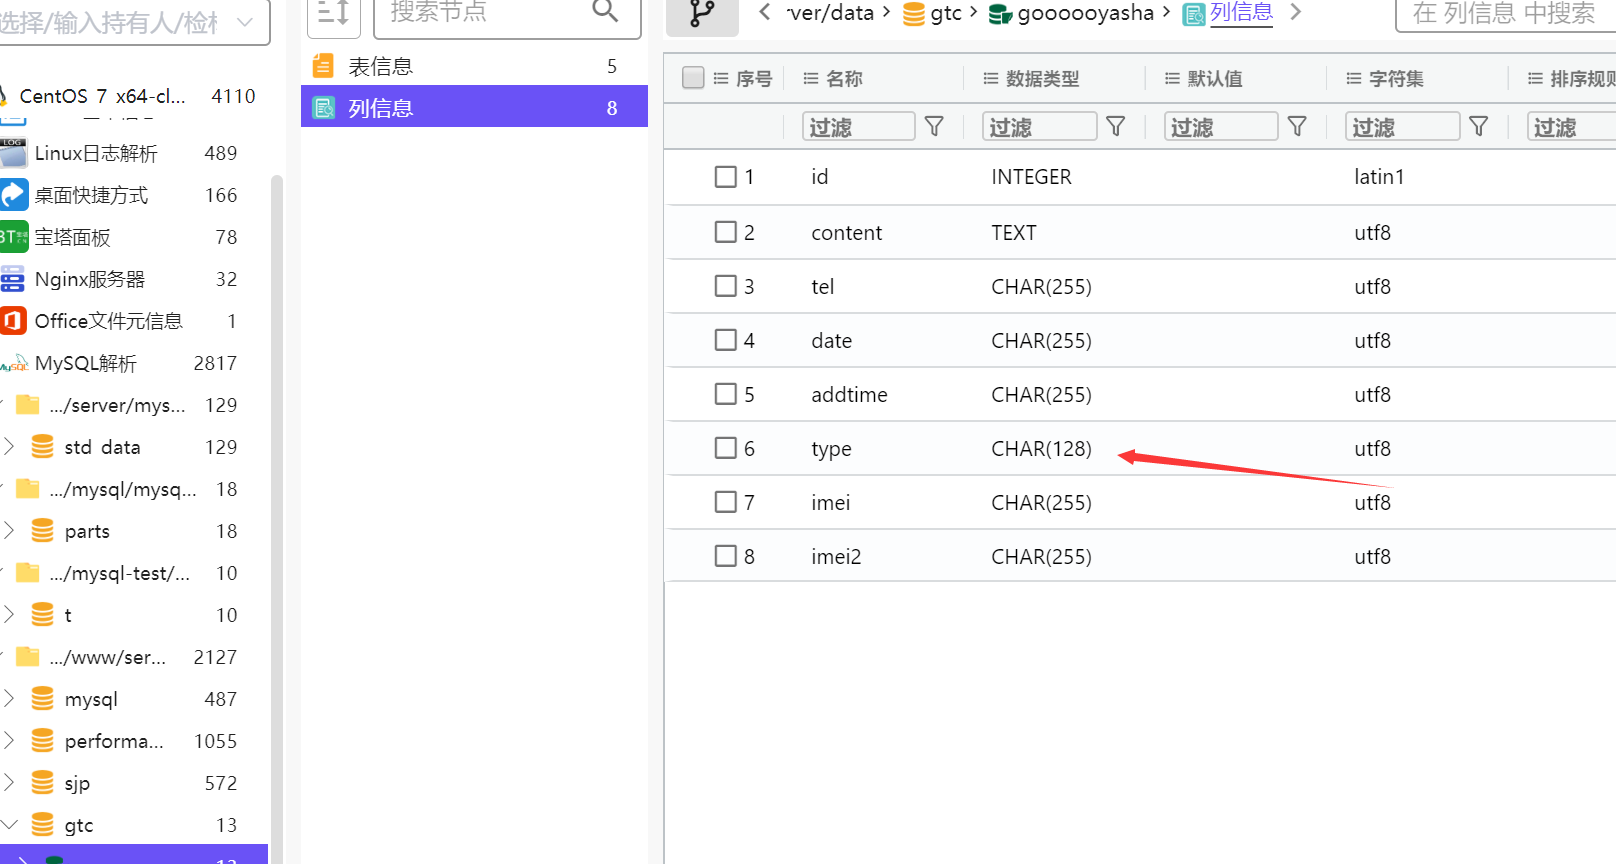 选择/输入持有人/检材
CentOS 7 x64-cl... 4110
Linux日志解析 489
桌面快捷方式 166
宝塔面板 78
Nginx服务器 32
Office文件元信息 1
MySQL解析 2817
.../server/mys... 129
std data 129
.../mysql/mysq... 18
parts 18
.../mysql-test/... 10
t 10
.../www/ser... 2127
mysql 487
performa... 1055
sjp 572
gtc 13
搜索节点
表信息 5
列信息 8
rver/data gtc goooooyasha 列信息
在 列信息 中搜索
序号 名称 数据类型 默认值 字符集 排序规则
过滤 过滤 过滤 过滤 过滤
1 id INTEGER latin1
2 content TEXT utf8
3 tel CHAR(255) utf8
4 date CHAR(255) utf8
5 addtime CHAR(255) utf8
6 type CHAR(128) utf8
7 imei CHAR(255) utf8
8 imei2 CHAR(255) utf8